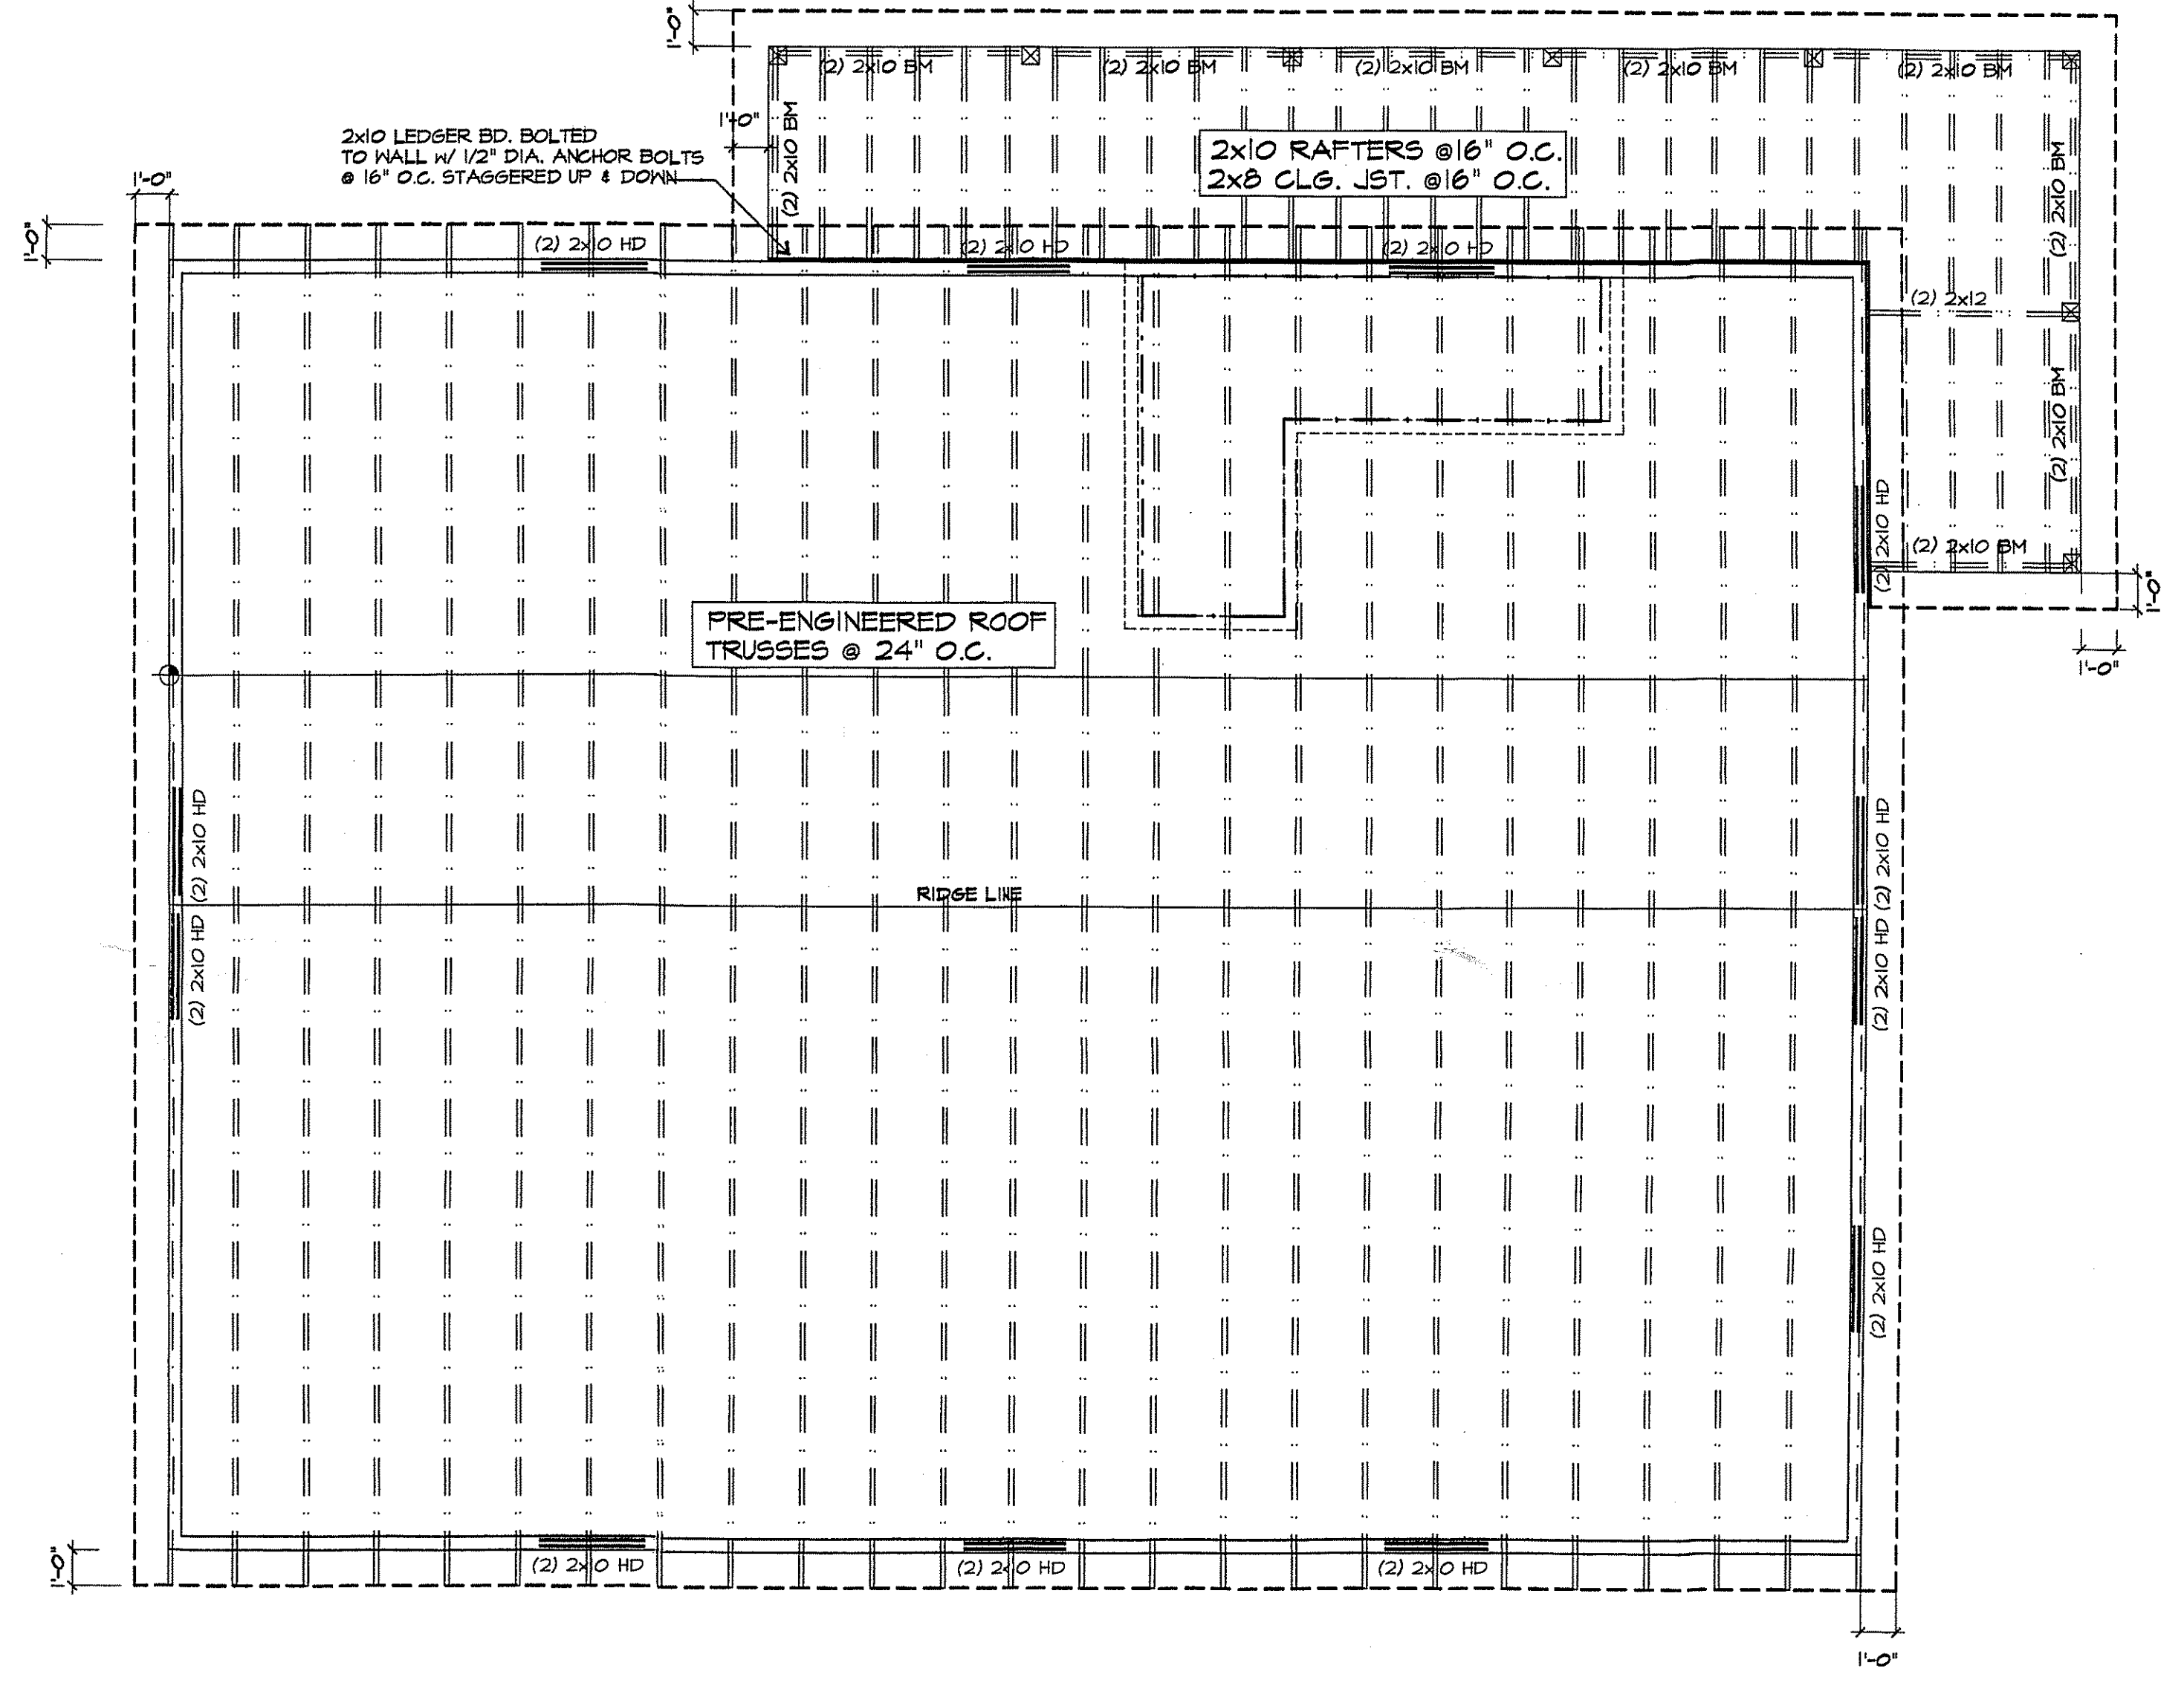 1'-0"
(2) 2x10 BM
(2) 2x10 BM
(2) 2x10 BM
(2) 2x10 BM
(2) 2x10 BM
1'-0"
(2) 2x10 BM
2x10 LEDGER BD. BOLTED
TO WALL w/ 1/2" DIA. ANCHOR BOLTS
@ 16" O.C. STAGGERED UP & DOWN
2x10 RAFTERS @16" O.C.
2x8 CLG. JST. @16" O.C.
(2) 2x10 BM
1'-0"
1'-0"
(2) 2x10 HD
(2) 2x10 HD
(2) 2x10 HD
(2) 2x12
(2) 2x10 BM
(2) 2x10 HD
(2) 2x10 BM
1'-0"
1'-0"
PRE-ENGINEERED ROOF
TRUSSES @ 24" O.C.
(2) 2x10 HD
(2) 2x10 HD
RIDGE LINE
(2) 2x10 HD
(2) 2x10 HD
(2) 2x10 HD
1'-0"
(2) 2x10 HD
(2) 2x10 HD
(2) 2x10 HD
1'-0"